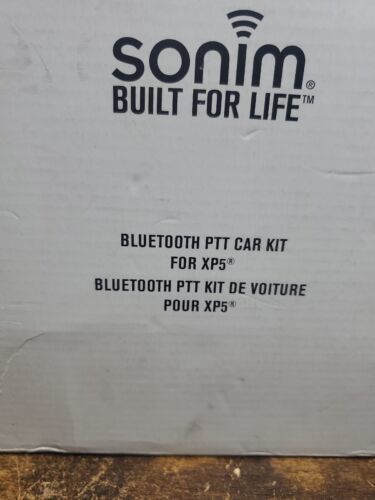 sonim®
BUILT FOR LIFE™
BLUETOOTH PTT CAR KIT
FOR XP5®
BLUETOOTH PTT KIT DE VOITURE
POUR XP5®